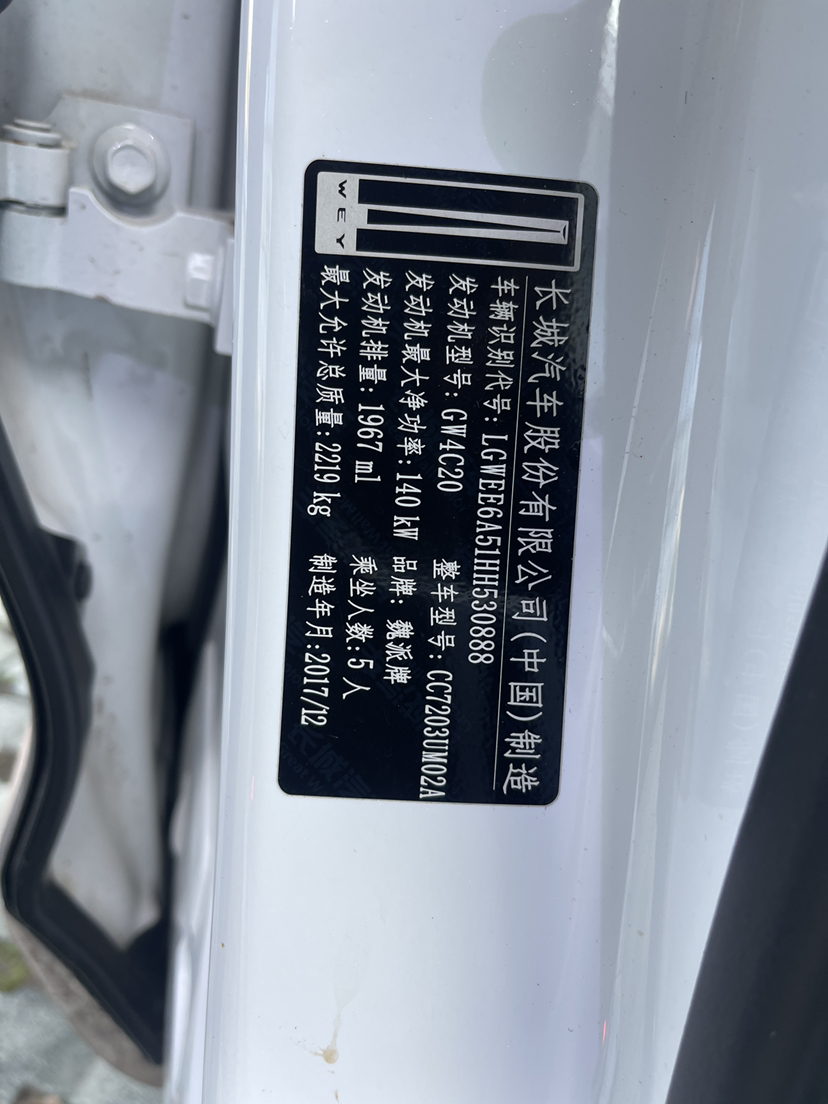 WEY
长城汽车股份有限公司(中国)制造
车辆识别代号:LGWEE6A51HH530888
发动机型号:GW4C20 整车型号:CC7203UM02A
发动机最大净功率:140kW 品牌:魏派牌
发动机排量:1967 ml 乘坐人数:5人
最大允许总质量:2219 kg 制造年月:2017/12